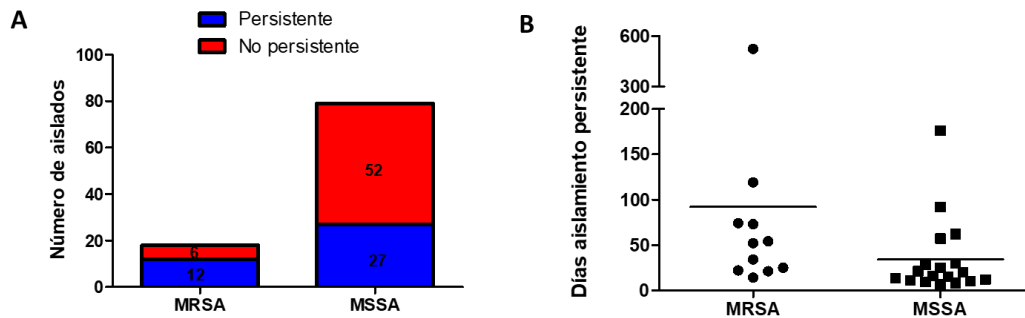 A
Persistente
No persistente
Número de aislados
100
80
60
40
20
0
6
12
52
27
MRSA
MSSA
B
Días aislamiento persistente
600
300
200
150
100
50
0
MRSA
MSSA